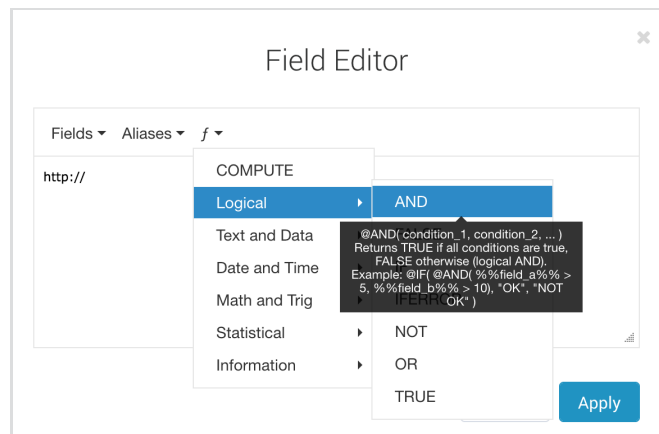 Field Editor
Fields
Aliases
ƒ
http://
COMPUTE
Logical
Text and Data
Date and Time
Math and Trig
Statistical
Information
AND
@AND( condition_1, condition_2, ... )
Returns TRUE if all conditions are true,
FALSE otherwise (logical AND).
Example: @IF( @AND( %%field_a%% >
5, %%field_b%% > 10), "OK", "NOT
OK" )
NOT
OR
TRUE
Apply